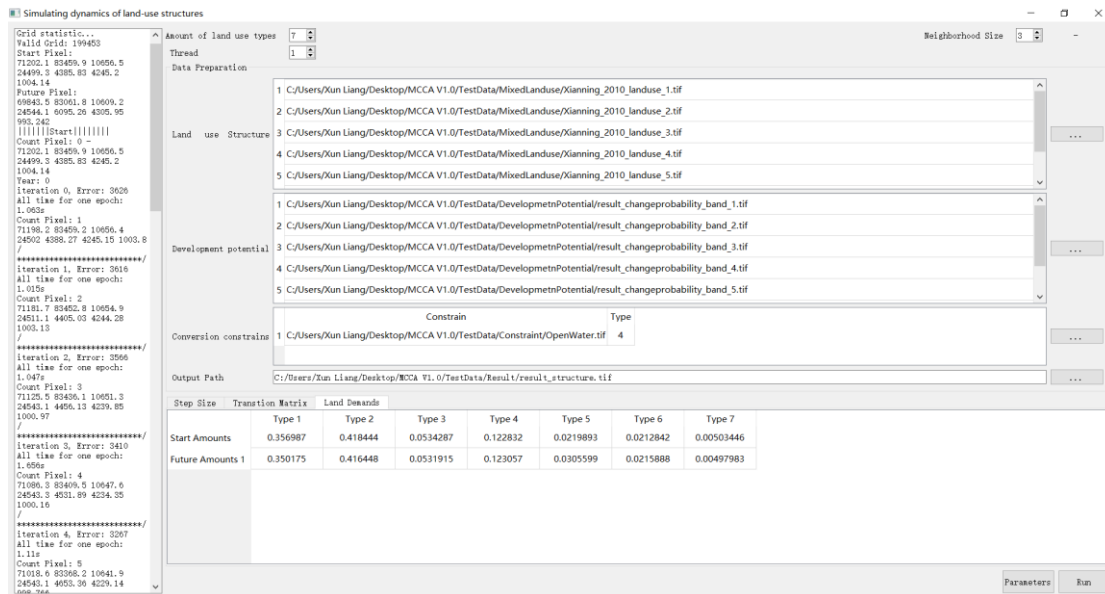 Simulating dynamics of land-use structures
Grid statistic...
Valid Grid: 199453
Start Pixel:
71202.1 83459.9 10656.5
24499.3 4385.83 4245.2
1004.14
Future Pixel:
69843.5 83061.8 10609.2
24544.1 6095.26 4305.95
993.242
|||||||Start||||||||
Count Pixel: 0 -
71202.1 83459.9 10656.5
24499.3 4385.83 4245.2
1004.14
Year: 0
iteration 0, Error: 3626
All time for one epoch:
1.063s
Count Pixel: 1
71198.2 83459.2 10656.4
24502 4388.27 4245.15 1003.8
/
***************************/
iteration 1, Error: 3616
All time for one epoch:
1.015s
Count Pixel: 2
71181.7 83452.8 10654.9
24511.1 4405.03 4244.28
1003.13
/
***************************/
iteration 2, Error: 3566
All time for one epoch:
1.047s
Count Pixel: 3
71125.5 83436.1 10651.3
24543.1 4456.13 4239.85
1000.97
/
***************************/
iteration 3, Error: 3410
All time for one epoch:
1.656s
Count Pixel: 4
71086.3 83409.5 10647.6
24543.3 4531.89 4234.35
1000.16
/
***************************/
iteration 4, Error: 3267
All time for one epoch:
1.11s
Count Pixel: 5
71018.6 83368.2 10641.9
24543.1 4653.36 4229.14
998.766
Amount of land use types 7
Neighborhood Size 3 -
Thread 1
Data Preparation
Land use Structure
1 C:/Users/Xun Liang/Desktop/MCCA V1.0/TestData/MixedLanduse/Xianning_2010_landuse_1.tif
2 C:/Users/Xun Liang/Desktop/MCCA V1.0/TestData/MixedLanduse/Xianning_2010_landuse_2.tif
3 C:/Users/Xun Liang/Desktop/MCCA V1.0/TestData/MixedLanduse/Xianning_2010_landuse_3.tif
4 C:/Users/Xun Liang/Desktop/MCCA V1.0/TestData/MixedLanduse/Xianning_2010_landuse_4.tif
5 C:/Users/Xun Liang/Desktop/MCCA V1.0/TestData/MixedLanduse/Xianning_2010_landuse_5.tif
...
Development potential
1 C:/Users/Xun Liang/Desktop/MCCA V1.0/TestData/DevelopmetnPotential/result_changeprobability_band_1.tif
2 C:/Users/Xun Liang/Desktop/MCCA V1.0/TestData/DevelopmetnPotential/result_changeprobability_band_2.tif
3 C:/Users/Xun Liang/Desktop/MCCA V1.0/TestData/DevelopmetnPotential/result_changeprobability_band_3.tif
4 C:/Users/Xun Liang/Desktop/MCCA V1.0/TestData/DevelopmetnPotential/result_changeprobability_band_4.tif
5 C:/Users/Xun Liang/Desktop/MCCA V1.0/TestData/DevelopmetnPotential/result_changeprobability_band_5.tif
...
Conversion constrains
Constrain Type
1 C:/Users/Xun Liang/Desktop/MCCA V1.0/TestData/Constraint/OpenWater.tif 4
...
Output Path C:/Users/Xun Liang/Desktop/MCCA V1.0/TestData/Result/result_structure.tif ...
Step Size Transtion Matrix Land Demands
Type 1 Type 2 Type 3 Type 4 Type 5 Type 6 Type 7
Start Amounts 0.356987 0.418444 0.0534287 0.122832 0.0219893 0.0212842 0.00503446
Future Amounts 1 0.350175 0.416448 0.0531915 0.123057 0.0305599 0.0215888 0.00497983
Parameters Run